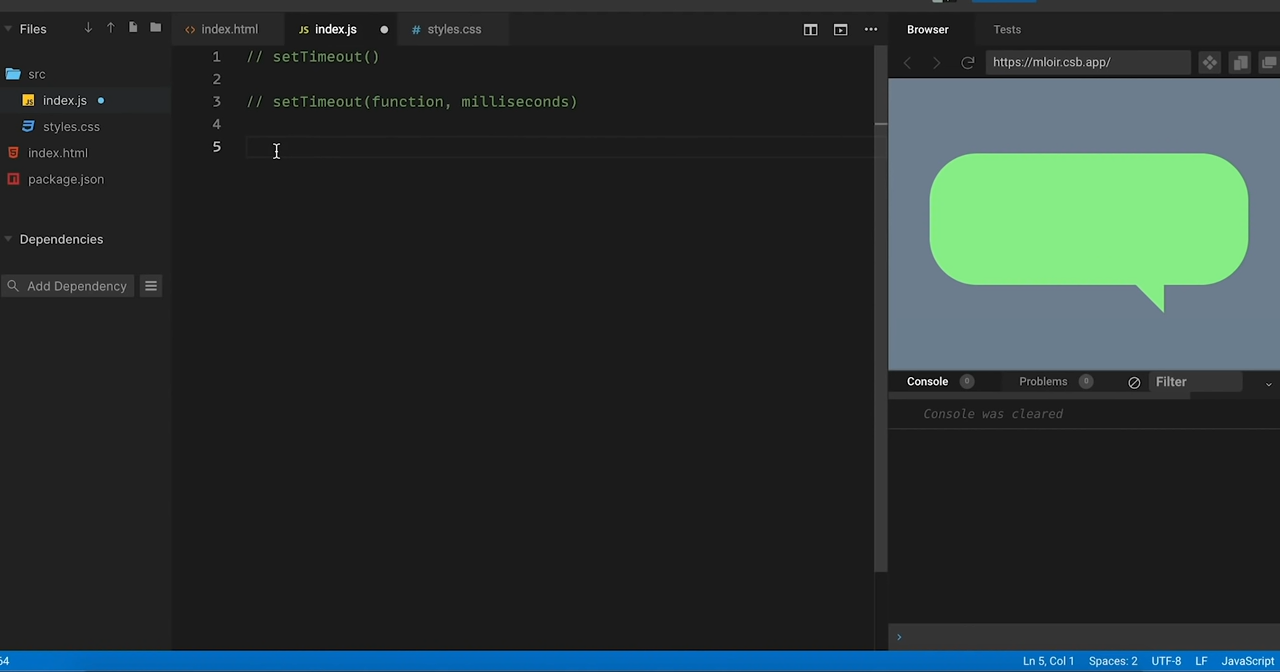 Files
index.html
index.js
styles.css
Browser
Tests
src
index.js
styles.css
index.html
package.json
Dependencies
Add Dependency
1 // setTimeout()
2
3 // setTimeout(function, milliseconds)
4
5
https://mloir.csb.app/
Console 0
Problems 0
Filter
Console was cleared
64
Ln 5, Col 1
Spaces: 2
UTF-8
LF
JavaScript